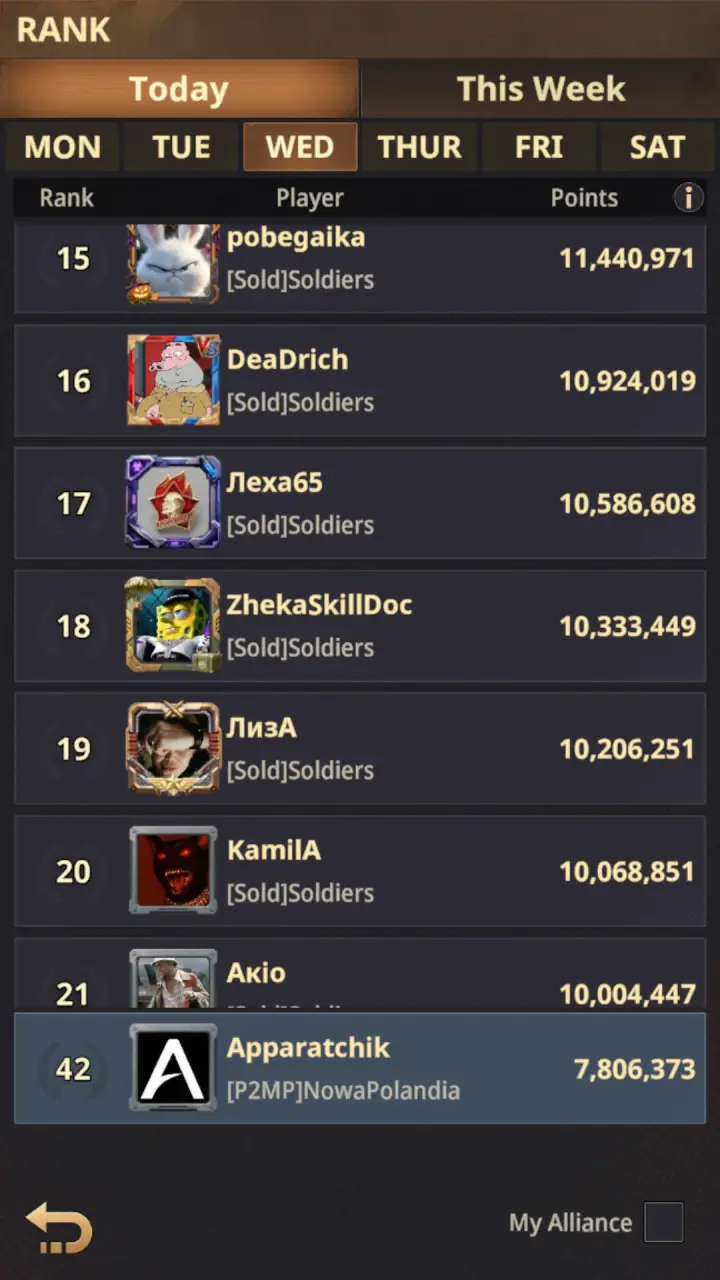 RANK
Today This Week
MON TUE WED THUR FRI SAT
Rank Player Points
15 pobegaika 11,440,971
[Sold]Soldiers
16 DeaDrich 10,924,019
[Sold]Soldiers
17 Леха65 10,586,608
[Sold]Soldiers
18 ZhekaSkillDoc 10,333,449
[Sold]Soldiers
19 ЛизА 10,206,251
[Sold]Soldiers
20 KamilA 10,068,851
[Sold]Soldiers
21 Акіо 10,004,447
42 Apparatchik 7,806,373
[P2MP]NowaPolandia
My Alliance